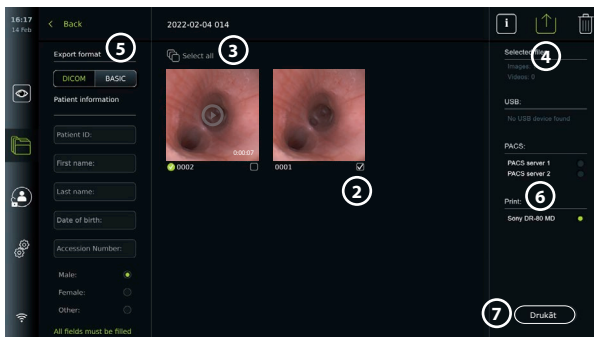 16:17
14 Feb
Back
2022-02-04 014
i
Export format
5
DICOM
BASIC
Patient information
Patient ID:
First name:
Last name:
Date of birth:
Accession Number:
Male:
Female:
Other:
All fields must be filled
Select all
3
0:00:07
0002
0001
2
4
Images:
Videos: 0
USB:
No USB device found
PACS:
PACS server 1
PACS server 2
6
Print:
Sony DR-80 MD
7
Drukāt